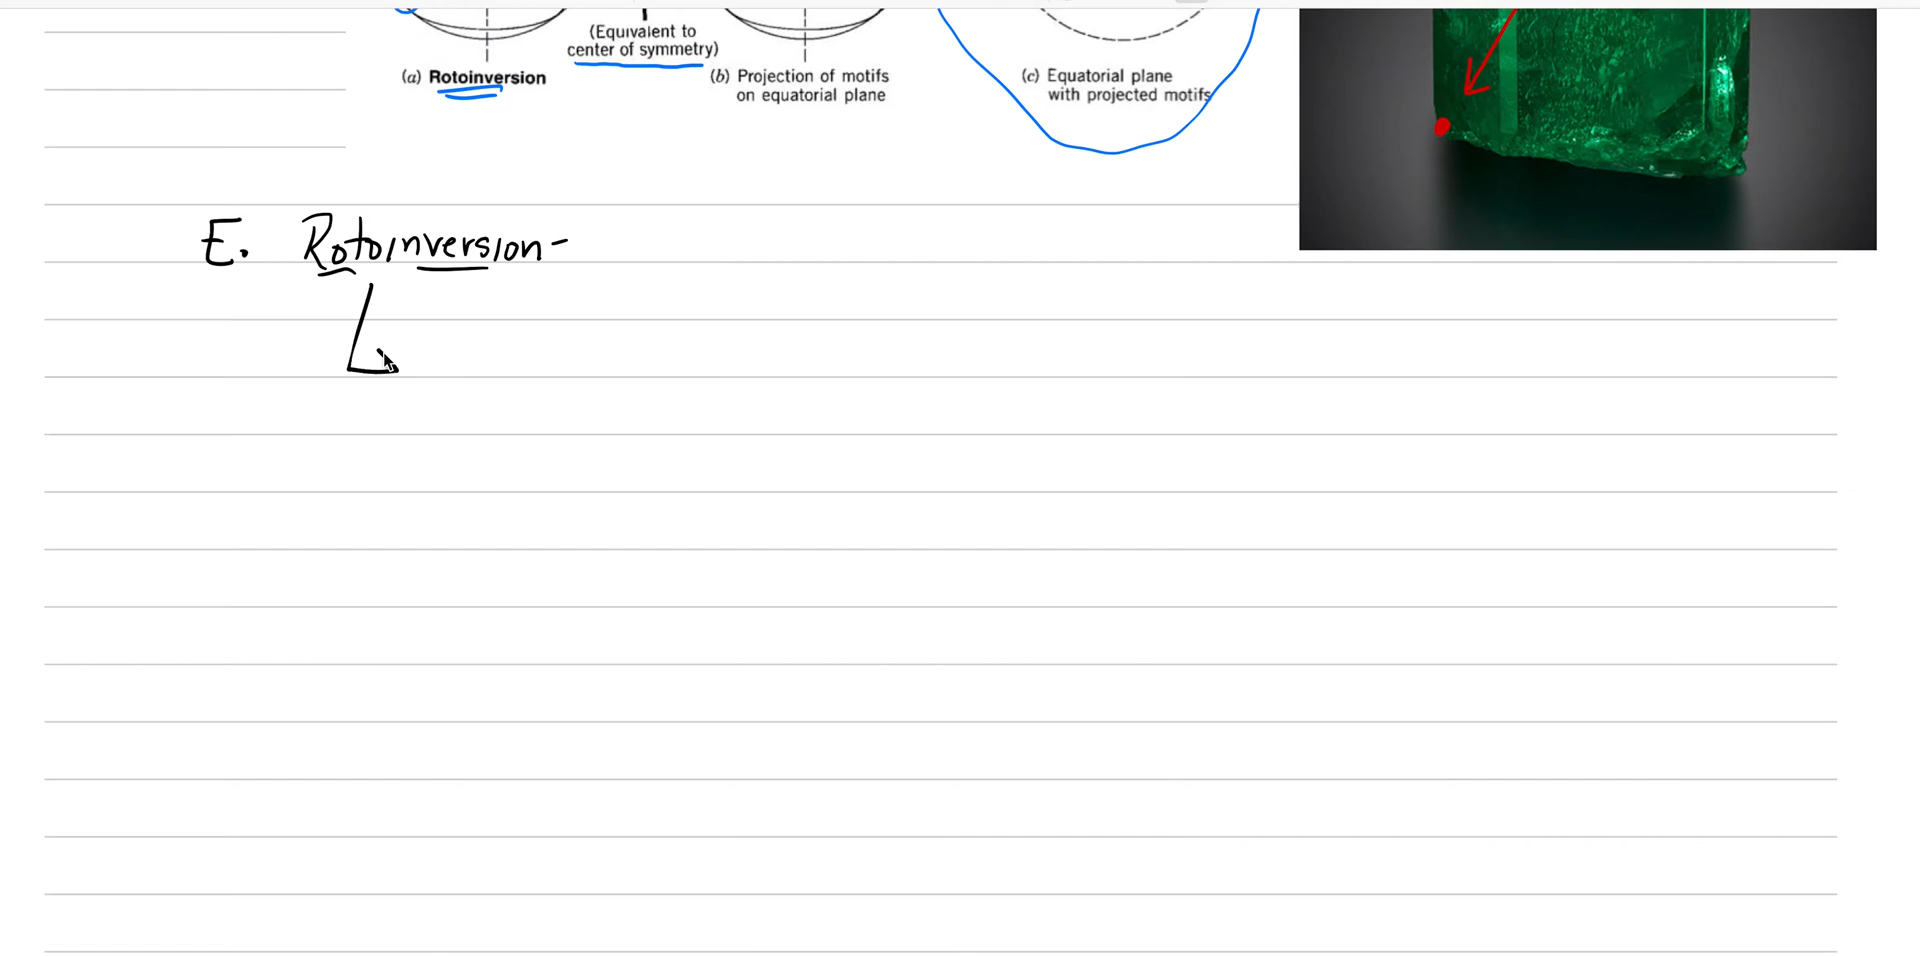 (Equivalent to
center of symmetry)
(a) Rotoinversion
(b) Projection of motifs
on equatorial plane
(c) Equatorial plane
with projected motifs
E. Rotoinversion-